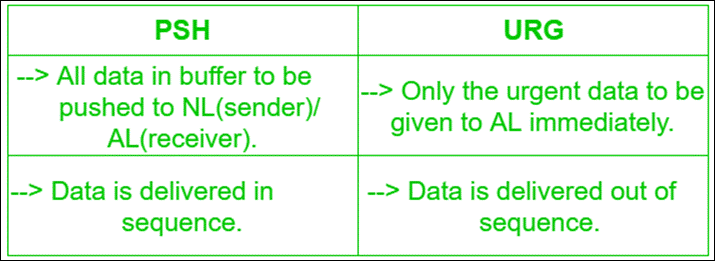 PSH
URG
--> All data in buffer to be
pushed to NL(sender)/
AL(receiver).
--> Only the urgent data to be
given to AL immediately.
--> Data is delivered in
sequence.
--> Data is delivered out of
sequence.